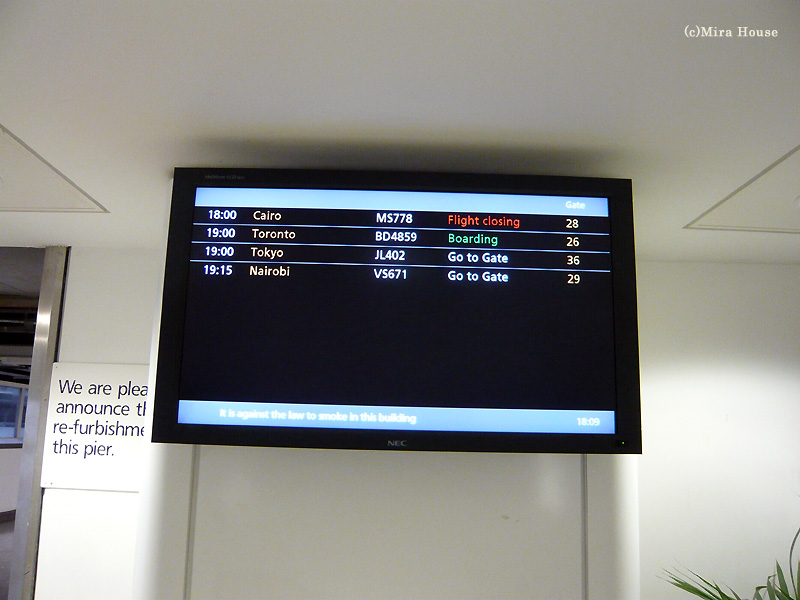 (c)Mira House
Gate
18:00 Cairo MS778 Flight closing 28
19:00 Toronto BD4859 Boarding 26
19:00 Tokyo JL402 Go to Gate 36
19:15 Nairobi VS671 Go to Gate 29
It is against the law to smoke in this building 18:09
NEC
We are plea
announce th
re-furbishme
this pier.